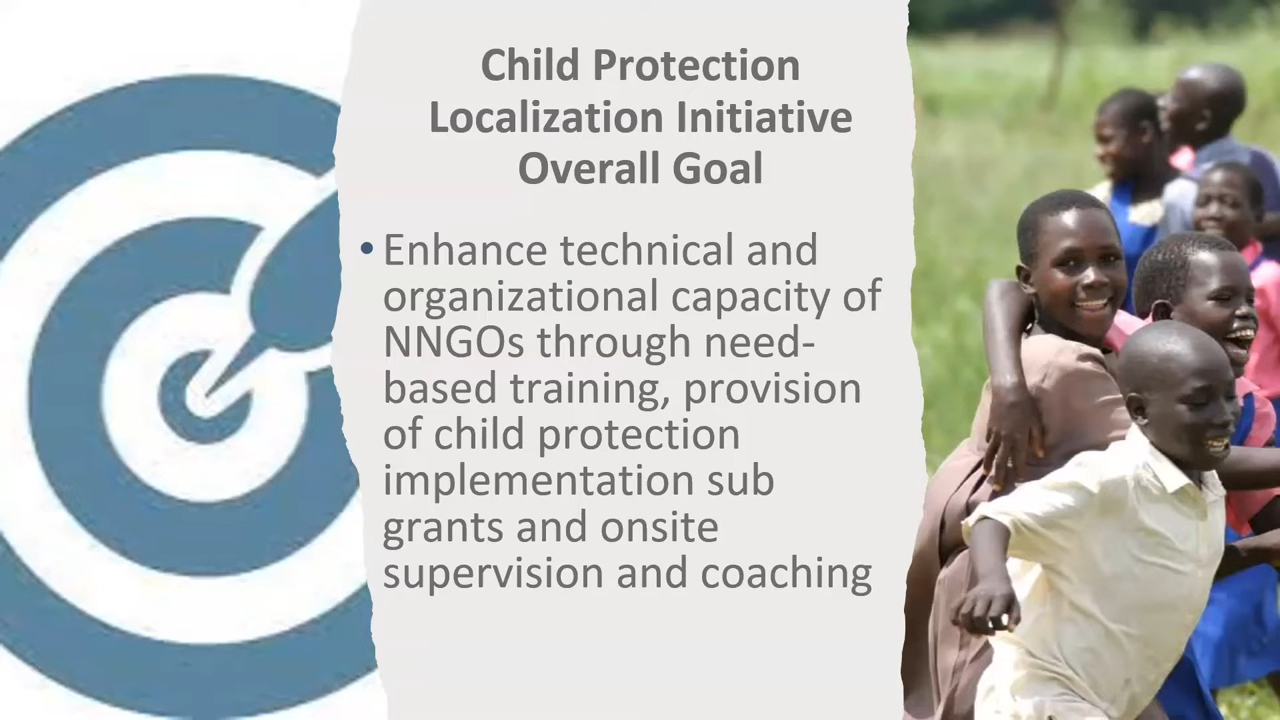 Child Protection
Localization Initiative
Overall Goal
• Enhance technical and
organizational capacity of
NNGOs through need-
based training, provision
of child protection
implementation sub
grants and onsite
supervision and coaching